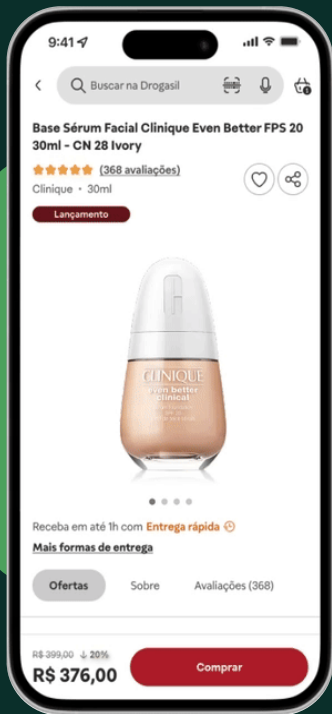 9:41
Buscar na Drogasil
Base Sérum Facial Clinique Even Better FPS 20
30ml - CN 28 Ivory
(368 avaliações)
Clinique • 30ml
Lançamento
CLINIQUE
even better
clinical
Receba em até 1h com Entrega rápida
Mais formas de entrega
Ofertas Sobre Avaliações (368)
R$ 399,00 ↓ 20%
R$ 376,00
Comprar